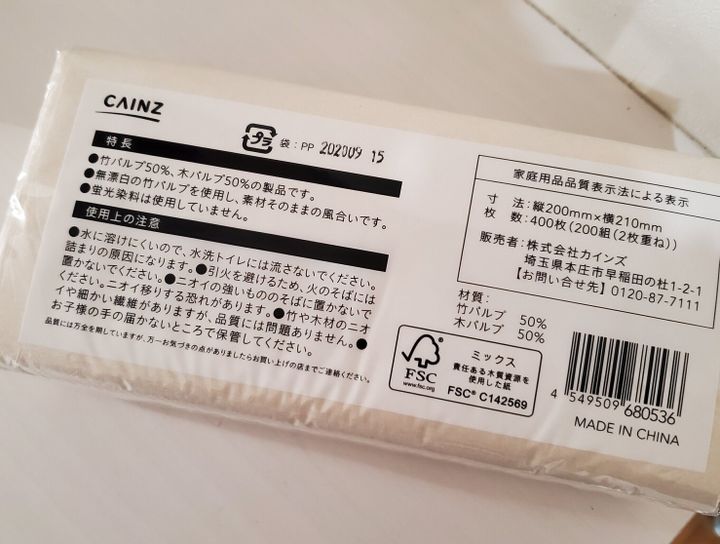 CAINZ
プラ
袋:PP 202009 15
特長
●竹パルプ50%、木パルプ50%の製品です。
●無漂白の竹パルプを使用し、素材そのままの風合いです。
●蛍光染料は使用していません。
使用上の注意
●水に溶けにくいので、水洗トイレには流さないでください。
詰まりの原因になります。●引火を避けるため、火のそばには
置かないでください。●ニオイの強いもののそばに置かないで
ください。ニオイ移りする恐れがあります。●竹や木材のニオ
イや細かい繊維がありますが、品質には問題ありません。●
お子様の手の届かないところで保管してください。
品質には万全を期していますが、万一お気づきの点がありましたらお買い上げの店までご連絡ください。
家庭用品品質表示法による表示
寸 法:縦200mm×横210mm
枚 数:400枚(200組(2枚重ね))
販売者:株式会社カインズ
埼玉県本庄市早稲田の杜1-2-1
【お問い合せ先】0120-87-7111
材質:
竹パルプ 50%
木パルプ 50%
FSC
www.fsc.org
ミックス
責任ある木質資源を
使用した紙
FSC® C142569
4 549509 680536
MADE IN CHINA